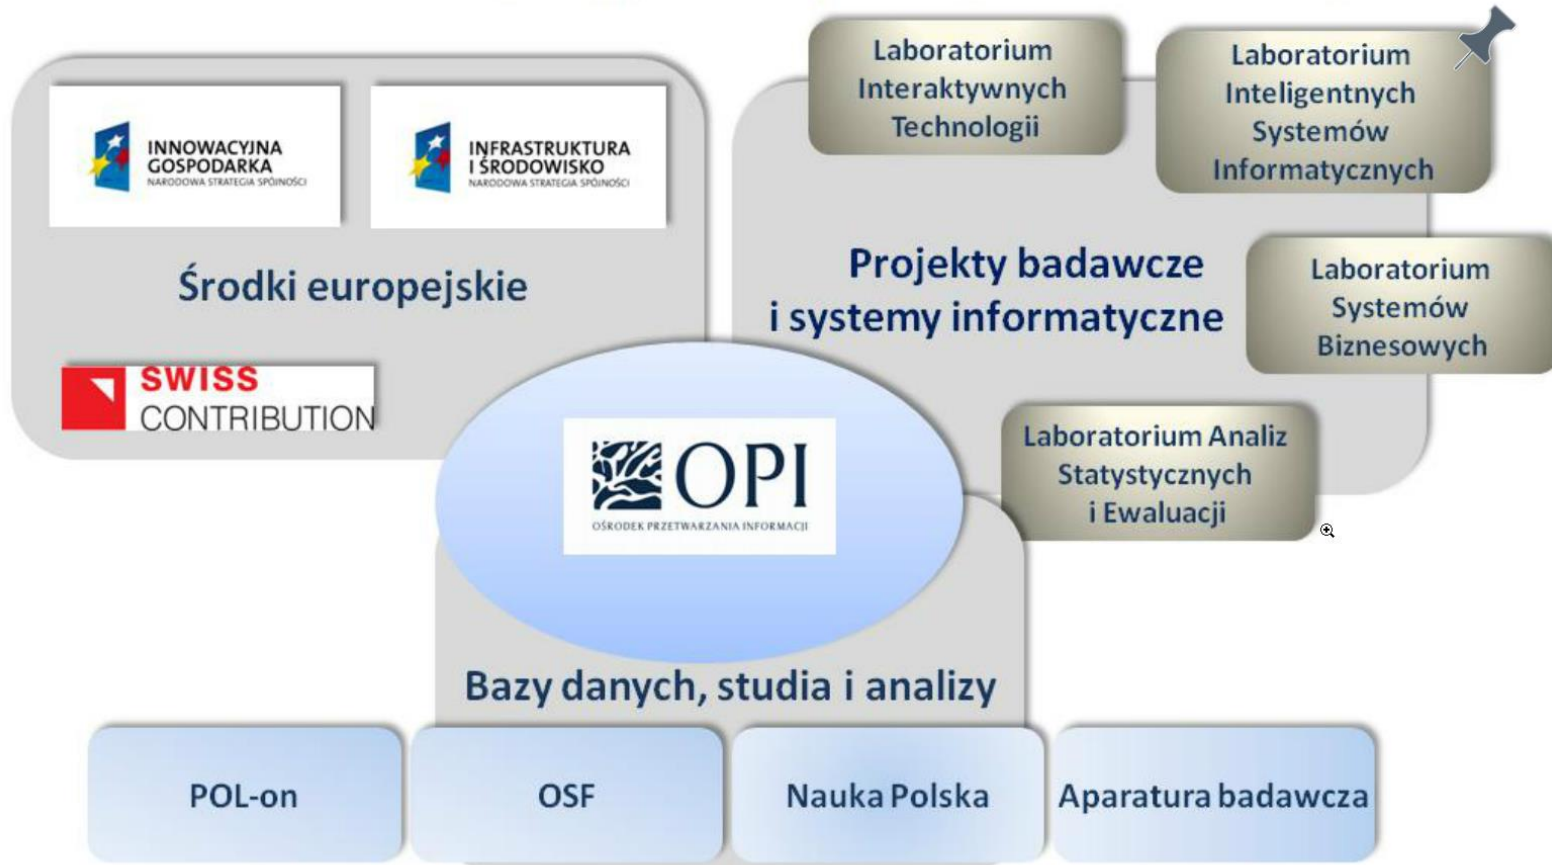 INNOWACYJNA
GOSPODARKA
NARODOWA STRATEGIA SPÓJNOŚCI
INFRASTRUKTURA
I ŚRODOWISKO
NARODOWA STRATEGIA SPÓJNOŚCI
Środki europejskie
SWISS
CONTRIBUTION
Laboratorium
Interaktywnych
Technologii
Laboratorium
Inteligentnych
Systemów
Informatycznych
Projekty badawcze
i systemy informatyczne
Laboratorium
Systemów
Biznesowych
Laboratorium Analiz
Statystycznych
i Ewaluacji
OPI
OŚRODEK PRZETWARZANIA INFORMACJI
Bazy danych, studia i analizy
POL-on
OSF
Nauka Polska
Aparatura badawcza